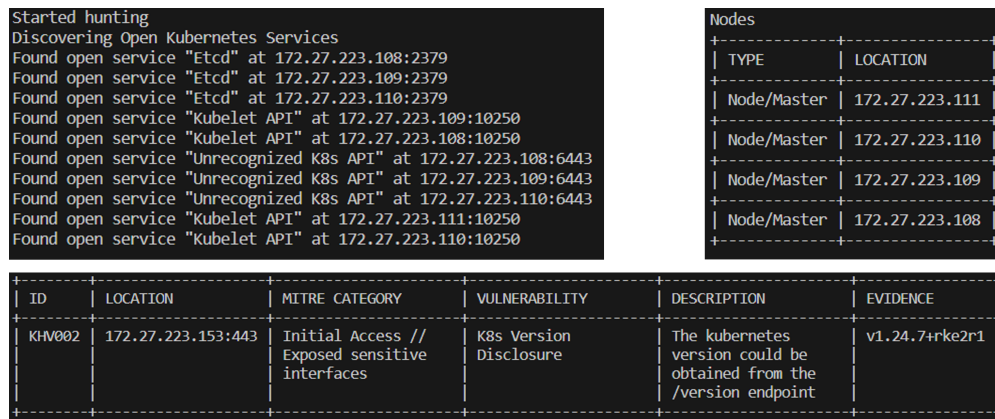 Started hunting
Discovering Open Kubernetes Services
Found open service "Etcd" at 172.27.223.108:2379
Found open service "Etcd" at 172.27.223.109:2379
Found open service "Etcd" at 172.27.223.110:2379
Found open service "Kubelet API" at 172.27.223.109:10250
Found open service "Kubelet API" at 172.27.223.108:10250
Found open service "Unrecognized K8s API" at 172.27.223.108:6443
Found open service "Unrecognized K8s API" at 172.27.223.109:6443
Found open service "Unrecognized K8s API" at 172.27.223.110:6443
Found open service "Kubelet API" at 172.27.223.111:10250
Found open service "Kubelet API" at 172.27.223.110:10250
Nodes
TYPE LOCATION
Node/Master 172.27.223.111
Node/Master 172.27.223.110
Node/Master 172.27.223.109
Node/Master 172.27.223.108
ID LOCATION MITRE CATEGORY VULNERABILITY DESCRIPTION EVIDENCE
KHV002 172.27.223.153:443 Initial Access // K8s Version The kubernetes v1.24.7+rke2r1
Exposed sensitive Disclosure version could be
interfaces obtained from the
/version endpoint